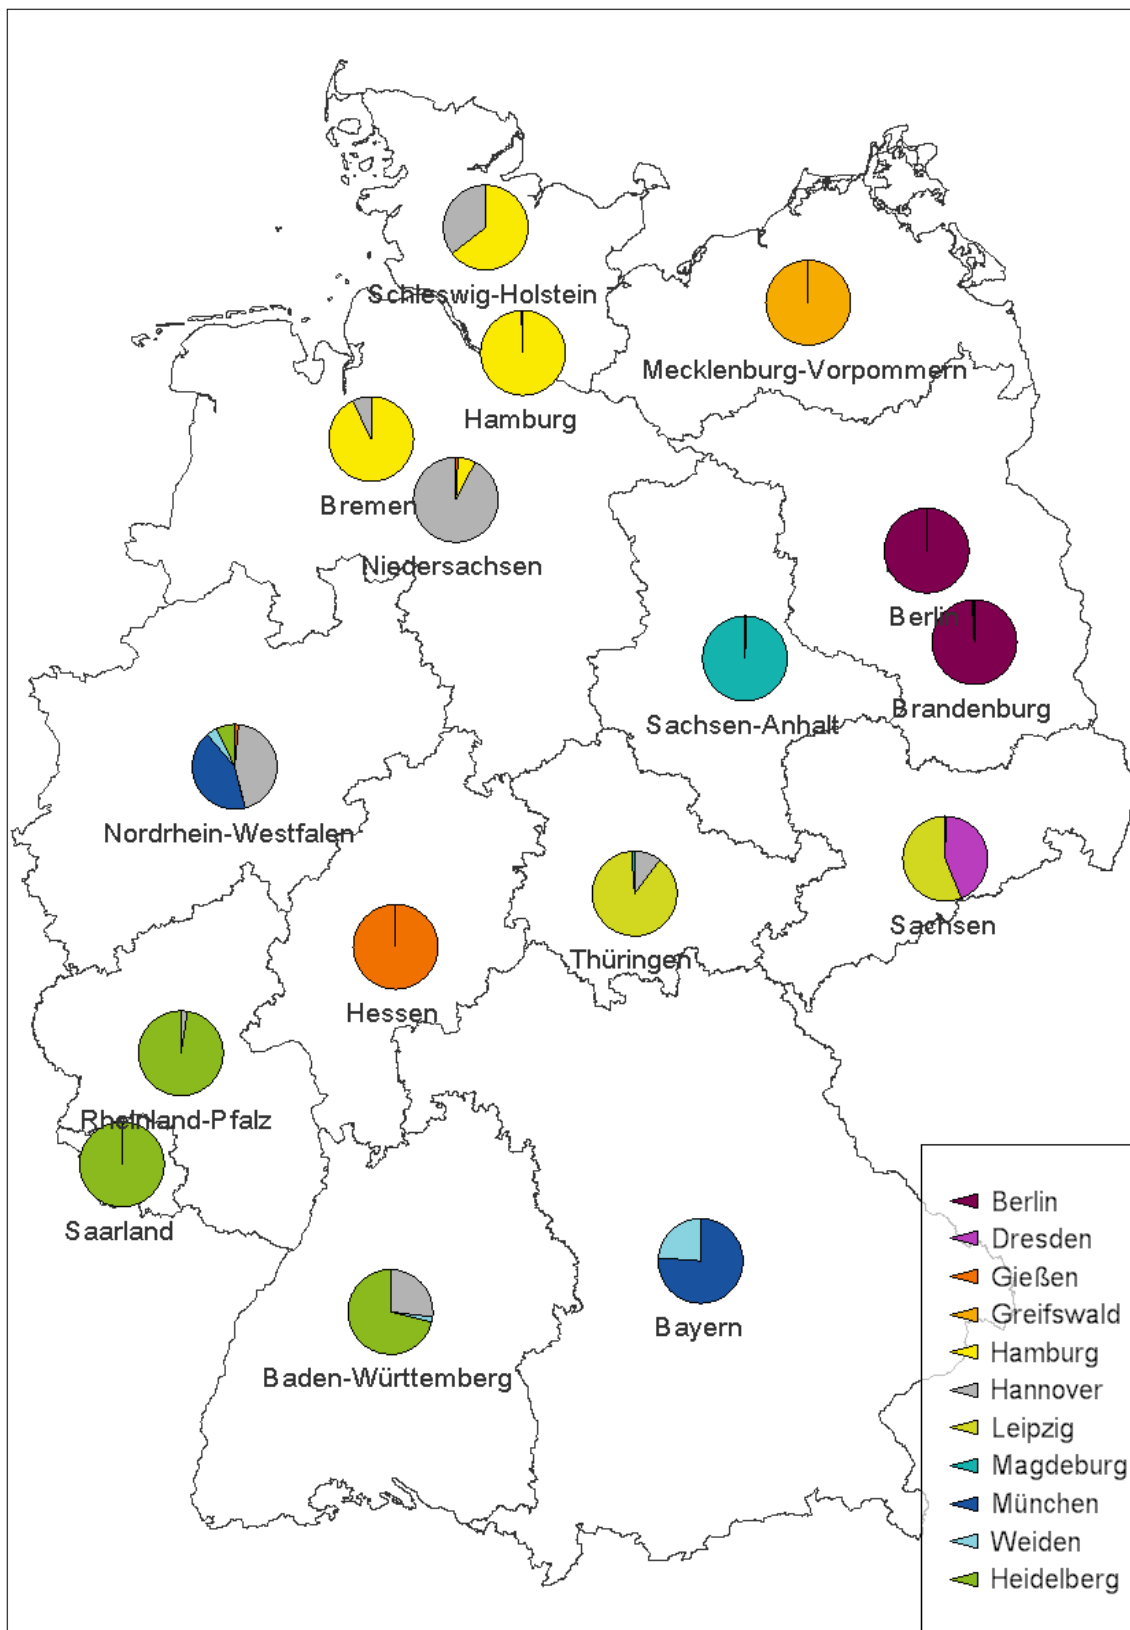 Schleswig-Holstein
Mecklenburg-Vorpommern
Hamburg
Bremen
Niedersachsen
Berlin
Brandenburg
Sachsen-Anhalt
Nordrhein-Westfalen
Sachsen
Thüringen
Hessen
Rheinland-Pfalz
Saarland
Bayern
Baden-Württemberg
Berlin
Dresden
Gießen
Greifswald
Hamburg
Hannover
Leipzig
Magdeburg
München
Weiden
Heidelberg